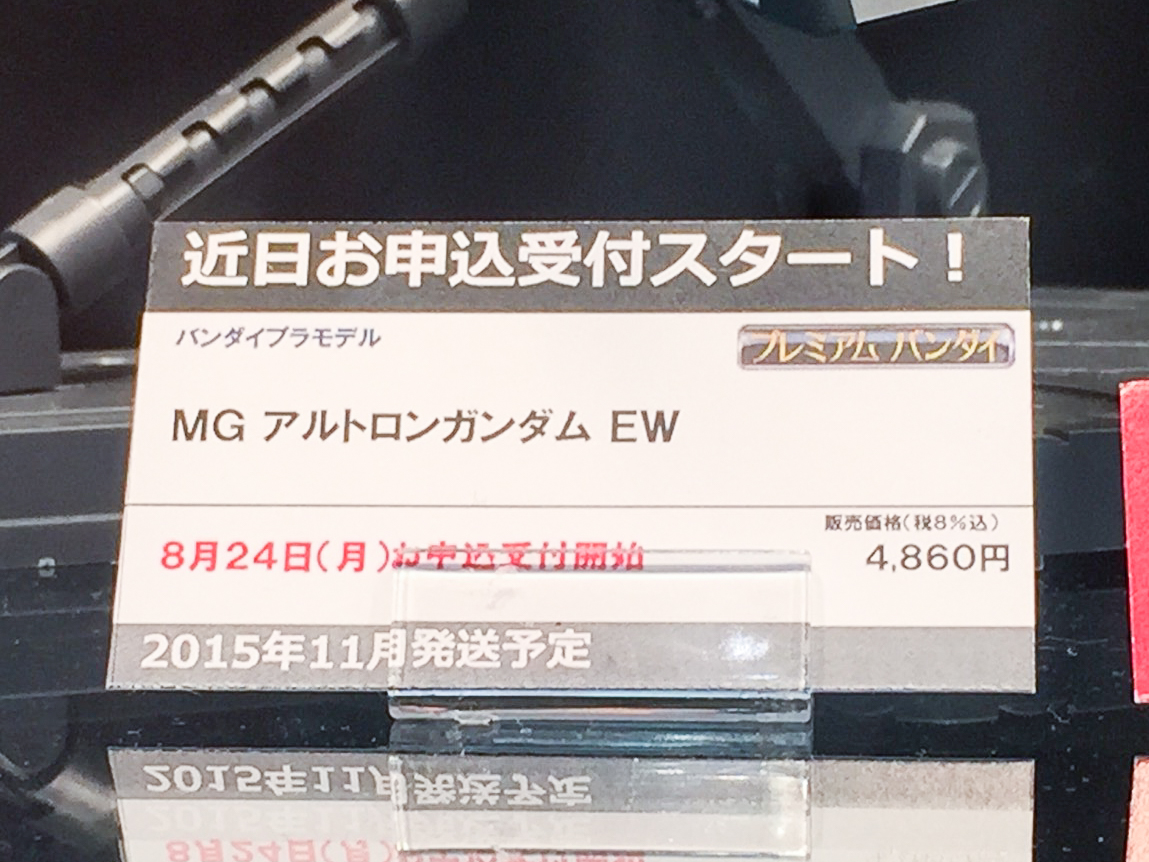 近日お申込受付スタート！
バンダイプラモデル
プレミアム バンダイ
MG アルトロンガンダム EW
販売価格(税8%込)
8月24日(月)お申込受付開始
4,860円
2015年11月発送予定